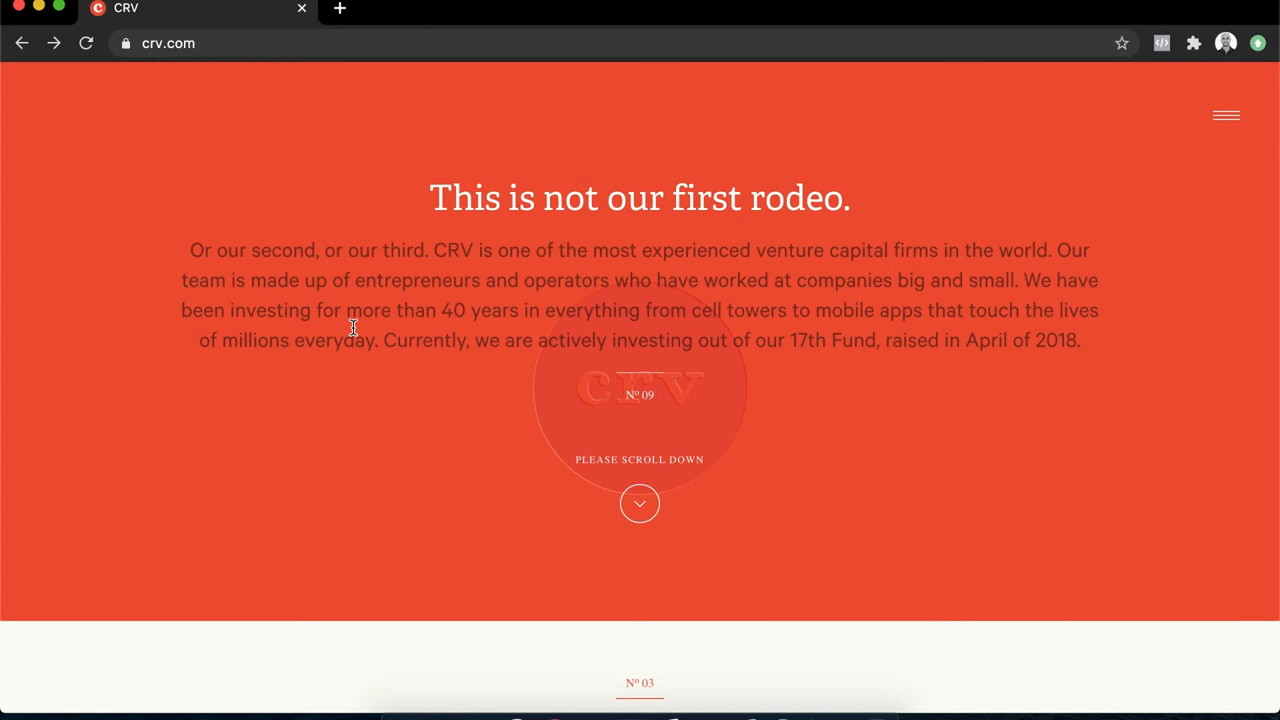 CRV
crv.com
This is not our first rodeo.
Or our second, or our third. CRV is one of the most experienced venture capital firms in the world. Our
team is made up of entrepreneurs and operators who have worked at companies big and small. We have
been investing for more than 40 years in everything from cell towers to mobile apps that touch the lives
of millions everyday. Currently, we are actively investing out of our 17th Fund, raised in April of 2018.
crv
Nº 09
PLEASE SCROLL DOWN
Nº 03